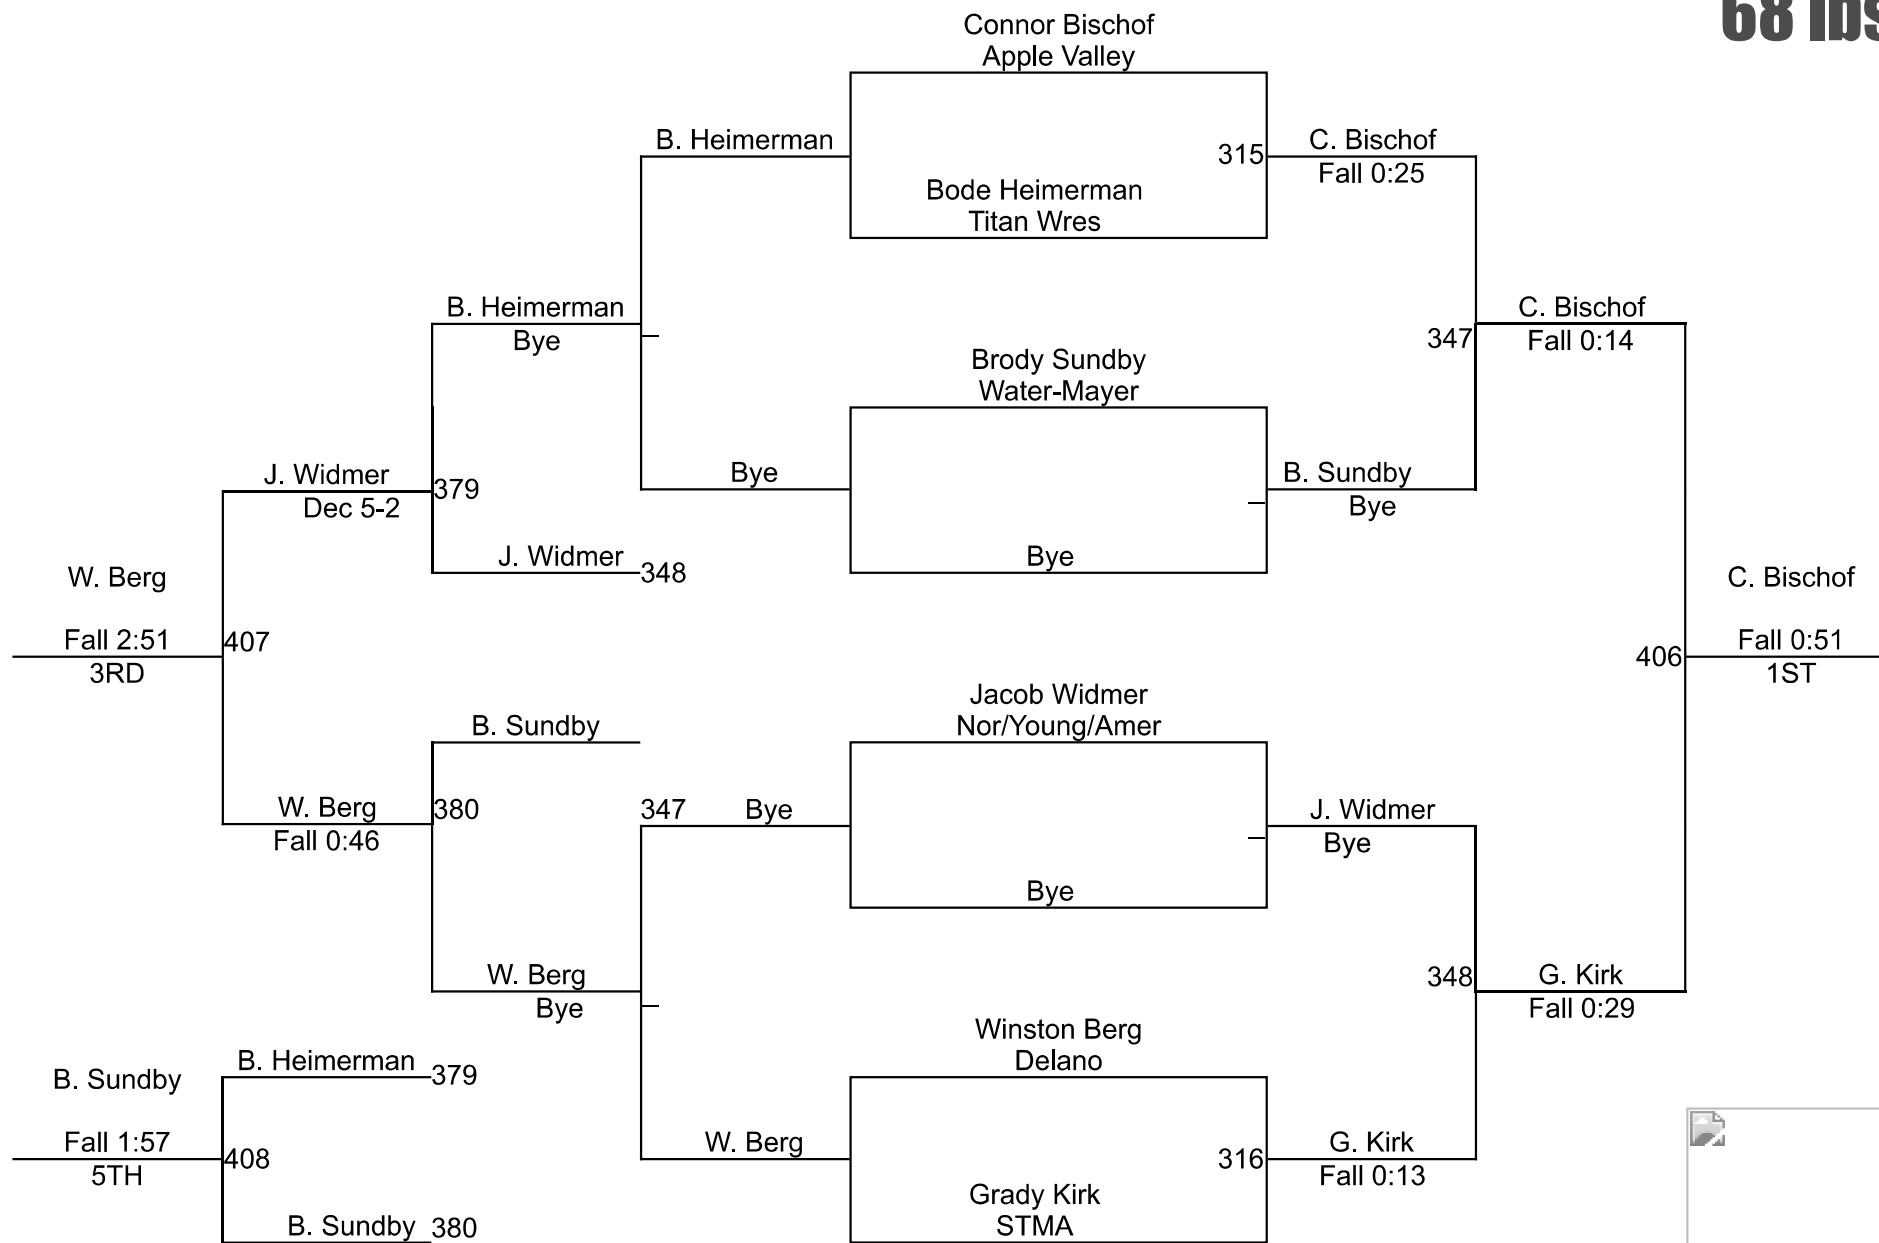 68 lbs
Connor Bischof
Apple Valley
B. Heimerman
315
C. Bischof
Fall 0:25
Bode Heimerman
Titan Wres
B. Heimerman
Bye
347
C. Bischof
Fall 0:14
Brody Sundby
Water-Mayer
J. Widmer
Dec 5-2
379
Bye
B. Sundby
Bye
J. Widmer
348
Bye
W. Berg
Fall 2:51
3RD
407
C. Bischof
406
Fall 0:51
1ST
Jacob Widmer
Nor/Young/Amer
B. Sundby
W. Berg
Fall 0:46
380
347
Bye
J. Widmer
Bye
Bye
W. Berg
Bye
348
G. Kirk
Fall 0:29
Winston Berg
Delano
B. Sundby
B. Heimerman
379
Fall 1:57
5TH
408
W. Berg
316
G. Kirk
Fall 0:13
Grady Kirk
STMA
B. Sundby
380